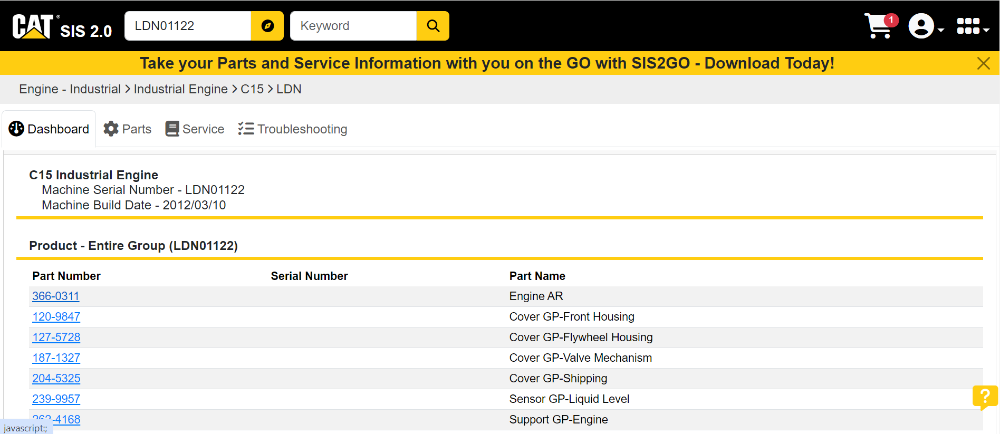 CAT® SIS 2.0 LDN01122 Keyword 1
Take your Parts and Service Information with you on the GO with SIS2GO - Download Today!
Engine - Industrial > Industrial Engine > C15 > LDN
Dashboard Parts Service Troubleshooting
C15 Industrial Engine
Machine Serial Number - LDN01122
Machine Build Date - 2012/03/10
Product - Entire Group (LDN01122)
Part Number Serial Number Part Name
366-0311 Engine AR
120-9847 Cover GP-Front Housing
127-5728 Cover GP-Flywheel Housing
187-1327 Cover GP-Valve Mechanism
204-5325 Cover GP-Shipping
239-9957 Sensor GP-Liquid Level
?
262-4168 Support GP-Engine
javascript:;